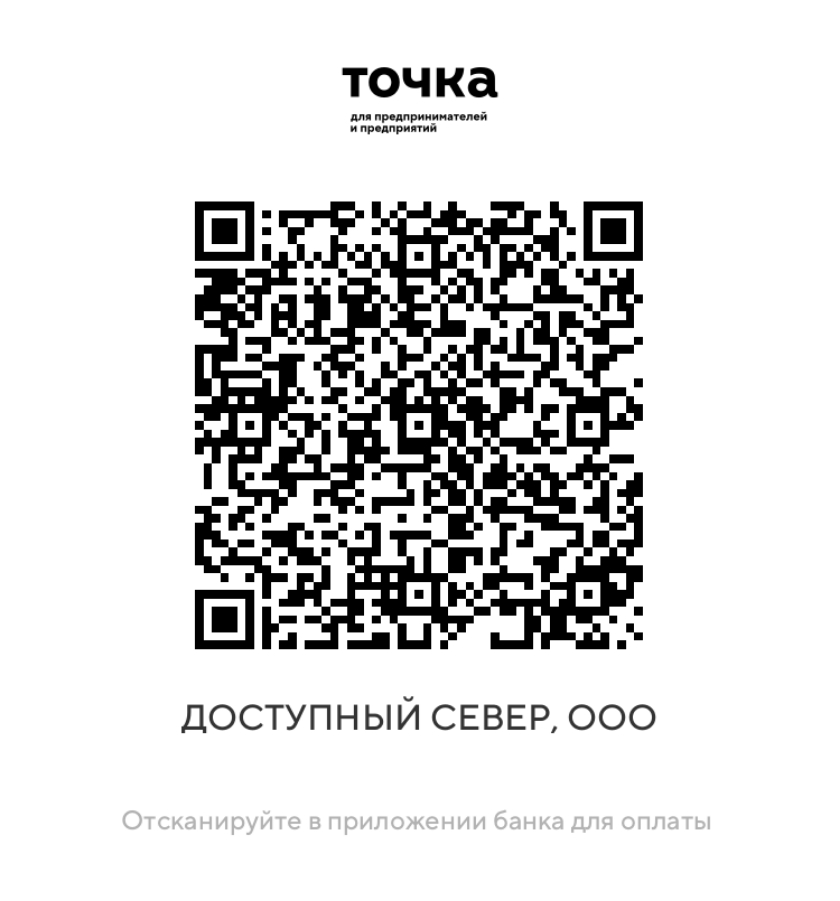 точка
для предпринимателей
и предприятий
ДОСТУПНЫЙ СЕВЕР, ООО
Отсканируйте в приложении банка для оплаты